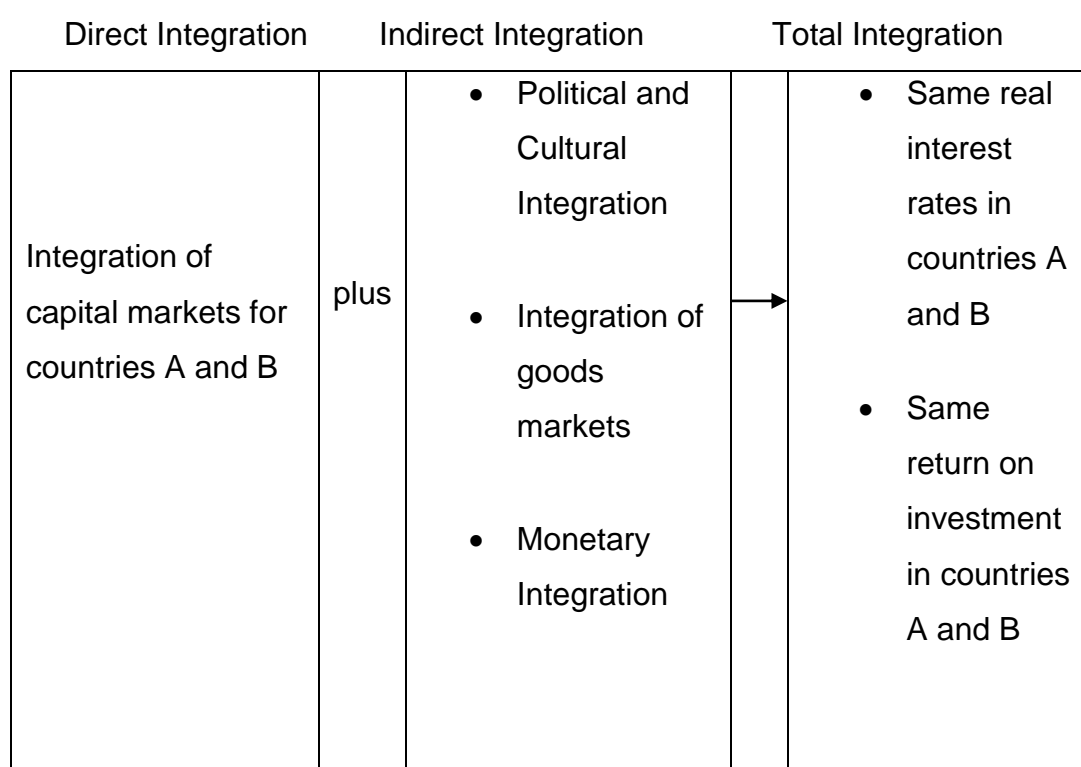 Direct Integration Indirect Integration Total Integration
Integration of
capital markets for
countries A and B
plus
• Political and
Cultural
Integration
• Integration of
goods
markets
• Monetary
Integration
• Same real
interest
rates in
countries A
and B
• Same
return on
investment
in countries
A and B